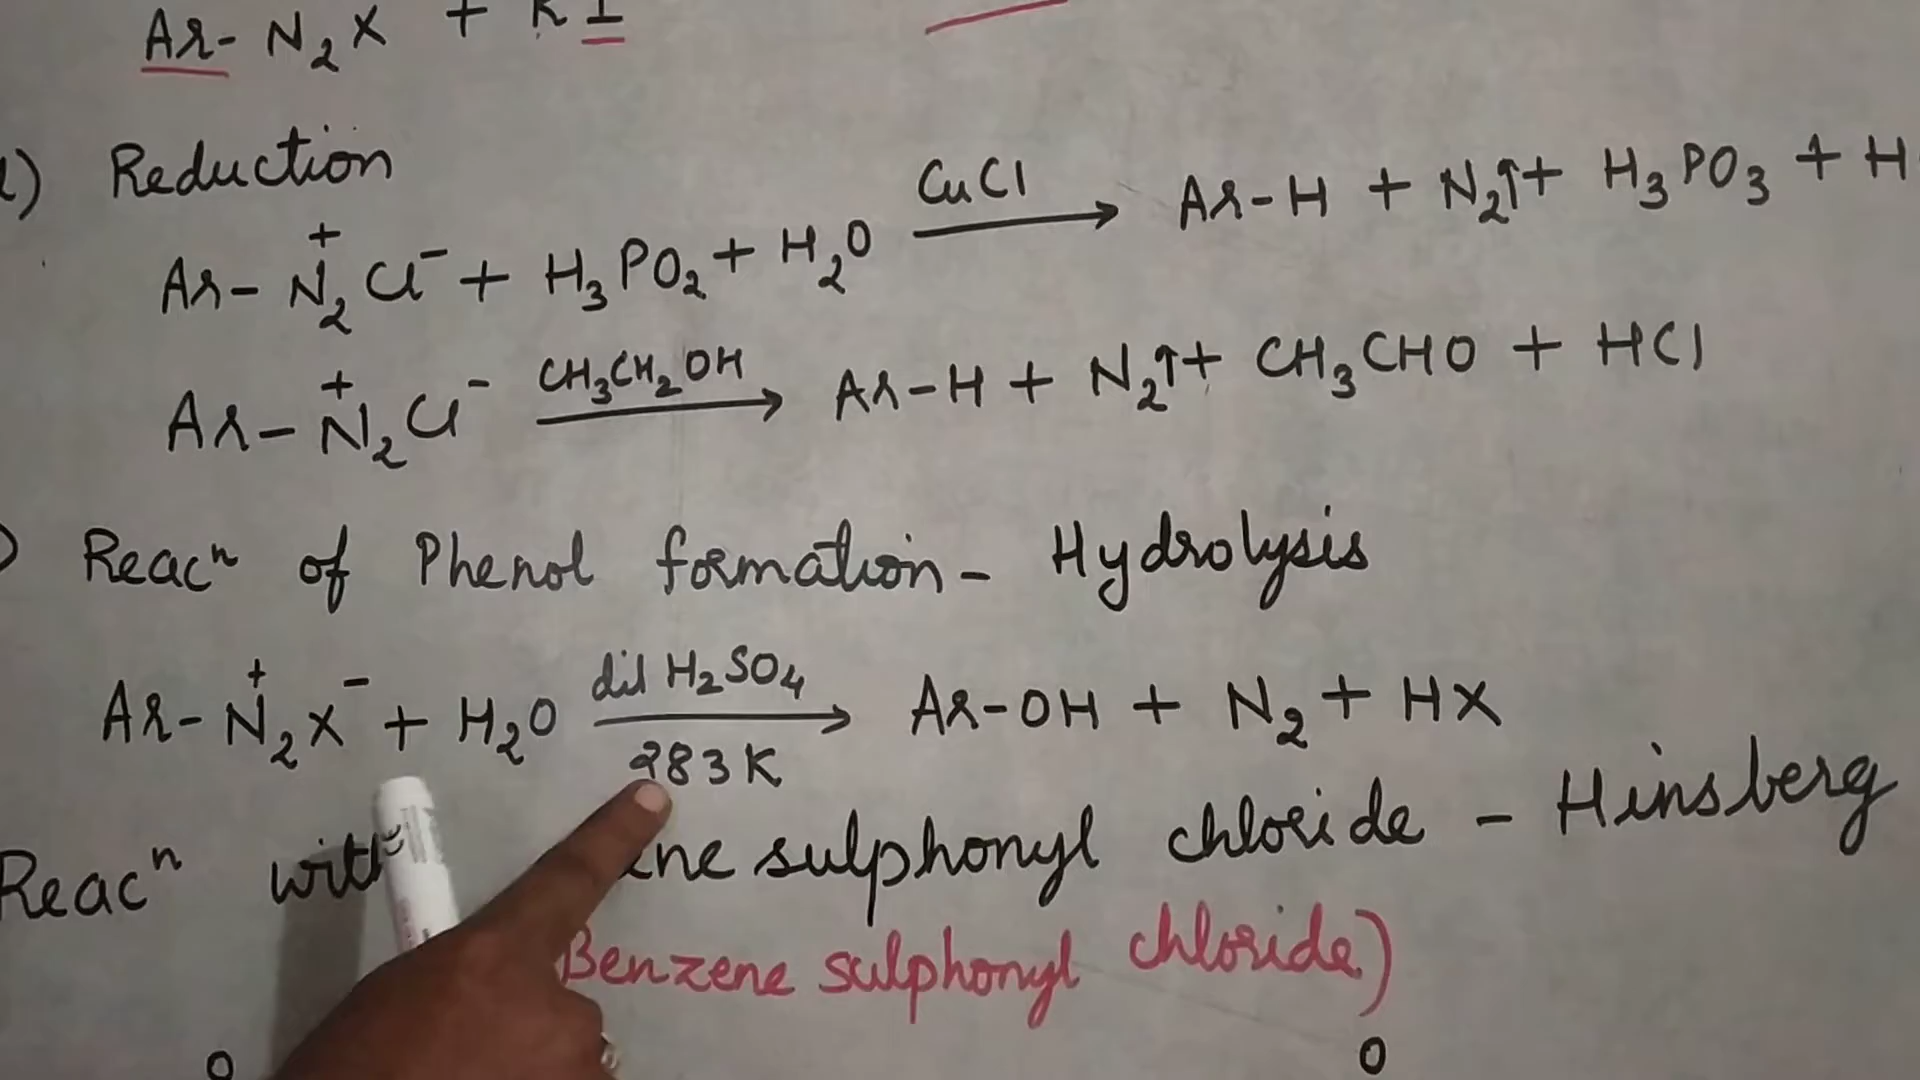 Ar- N₂X + KI
Reduction
Ar-N₂⁺Cl⁻ + H₃PO₂ + H₂O CuCl → Ar-H + N₂↑ + H₃PO₃ + H
Ar-N₂⁺Cl⁻ CH₃CH₂OH → Ar-H + N₂↑ + CH₃CHO + HCl
Reacⁿ of Phenol formation - Hydrolysis
Ar-N₂⁺X⁻ + H₂O dil H₂SO₄ → 283K Ar-OH + N₂ + HX
Reacⁿ with ene sulphonyl chloride - Hinsberg
Benzene sulphonyl chloride)
O O